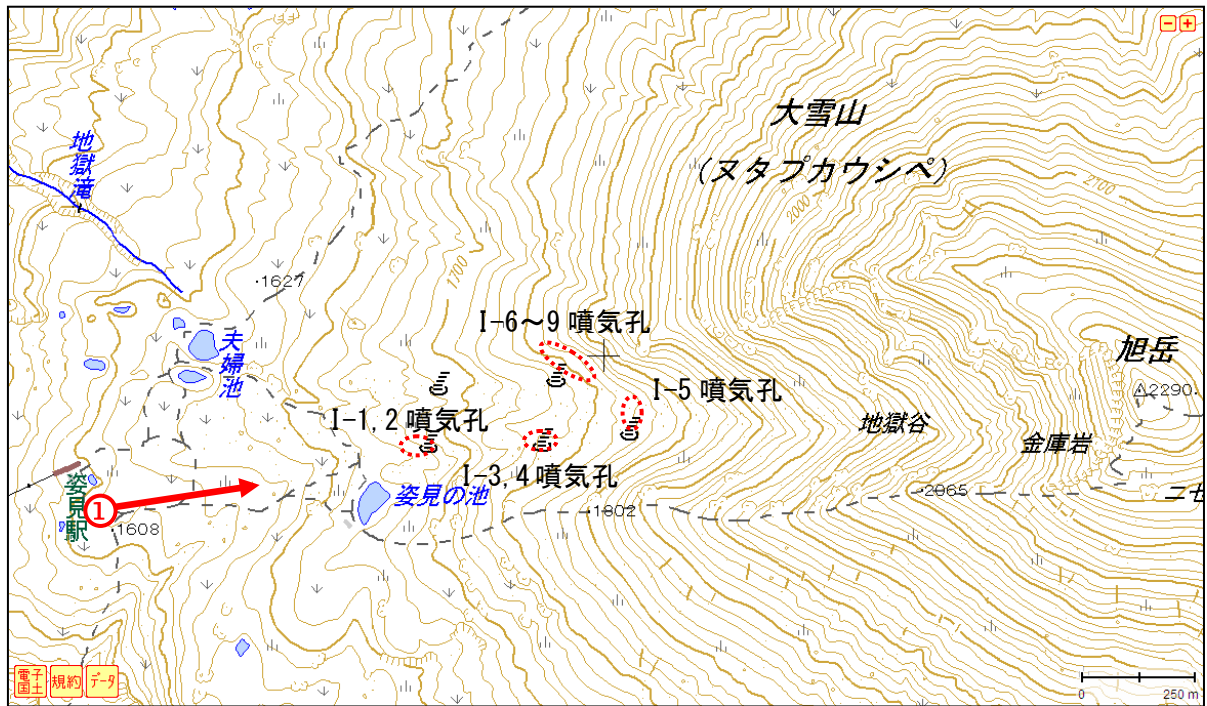 大雪山
(ヌタプカウシペ)
地獄滝
2100
2000
1700
・1627
I-6～9 噴気孔
夫婦池
旭岳
△2290.
I-5 噴気孔
I-1,2 噴気孔
地獄谷
金庫岩
I-3,4 噴気孔
姿見の池
姿見駅
①
・1608
・1802
・2065
二七
電子国土
規約
データ
0
250 m